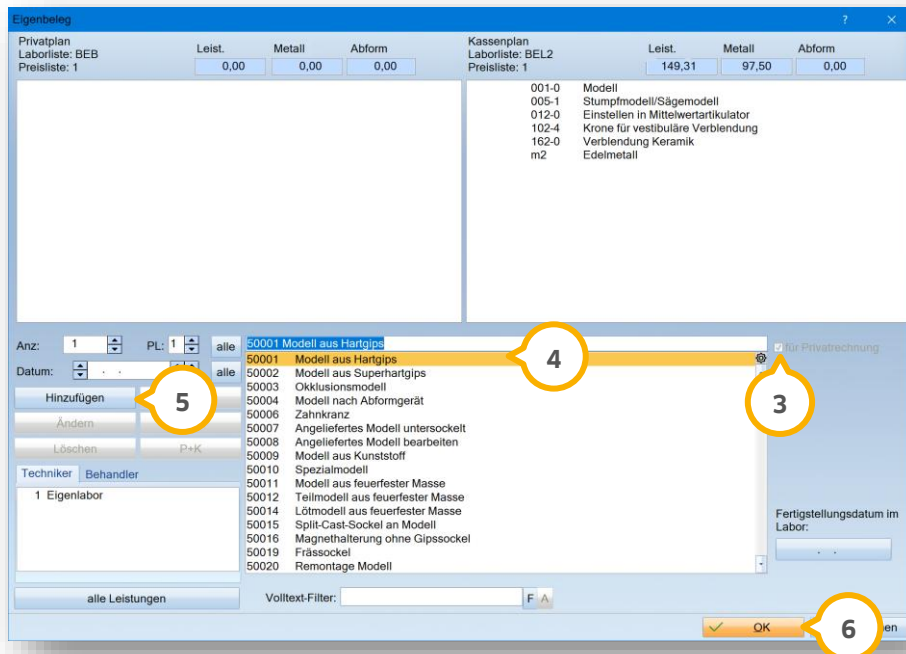 Eigenbeleg ? ×
Privatplan
Laborliste: BEB
Preisliste: 1
Leist. Metall Abform
0,00 0,00 0,00
Kassenplan
Laborliste: BEL2
Preisliste: 1
Leist. Metall Abform
149,31 97,50 0,00
001-0 Modell
005-1 Stumpfmodell/Sägemodell
012-0 Einstellen in Mittelwertartikulator
102-4 Krone für vestibuläre Verblendung
162-0 Verblendung Keramik
m2 Edelmetall
Anz: 1 PL: 1 alle
Datum: . . alle
Hinzufügen
5
Ändern
Löschen P+K
Techniker Behandler
1 Eigenlabor
alle Leistungen
50001 Modell aus Hartgips
50001 Modell aus Hartgips
50002 Modell aus Superhartgips
50003 Okklusionsmodell
50004 Modell nach Abformgerät
50006 Zahnkranz
50007 Angeliefertes Modell untersockelt
50008 Angeliefertes Modell bearbeiten
50009 Modell aus Kunststoff
50010 Spezialmodell
50011 Modell aus feuerfester Masse
50012 Teilmodell aus feuerfester Masse
50014 Lötmodell aus feuerfester Masse
50015 Split-Cast-Sockel an Modell
50016 Magnethalterung ohne Gipssockel
50019 Frässockel
50020 Remontage Modell
4
für Privatrechnung
3
Fertigstellungsdatum im
Labor:
. .
Volltext-Filter: F A
OK
6
en